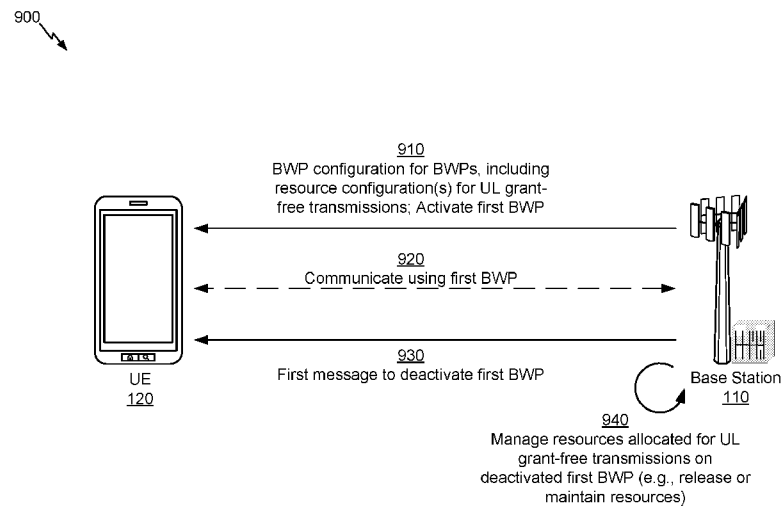 900
910
BWP configuration for BWPs, including
resource configuration(s) for UL grant-
free transmissions; Activate first BWP
920
Communicate using first BWP
930
First message to deactivate first BWP
UE
120
Base Station
110
940
Manage resources allocated for UL
grant-free transmissions on
deactivated first BWP (e.g., release or
maintain resources)